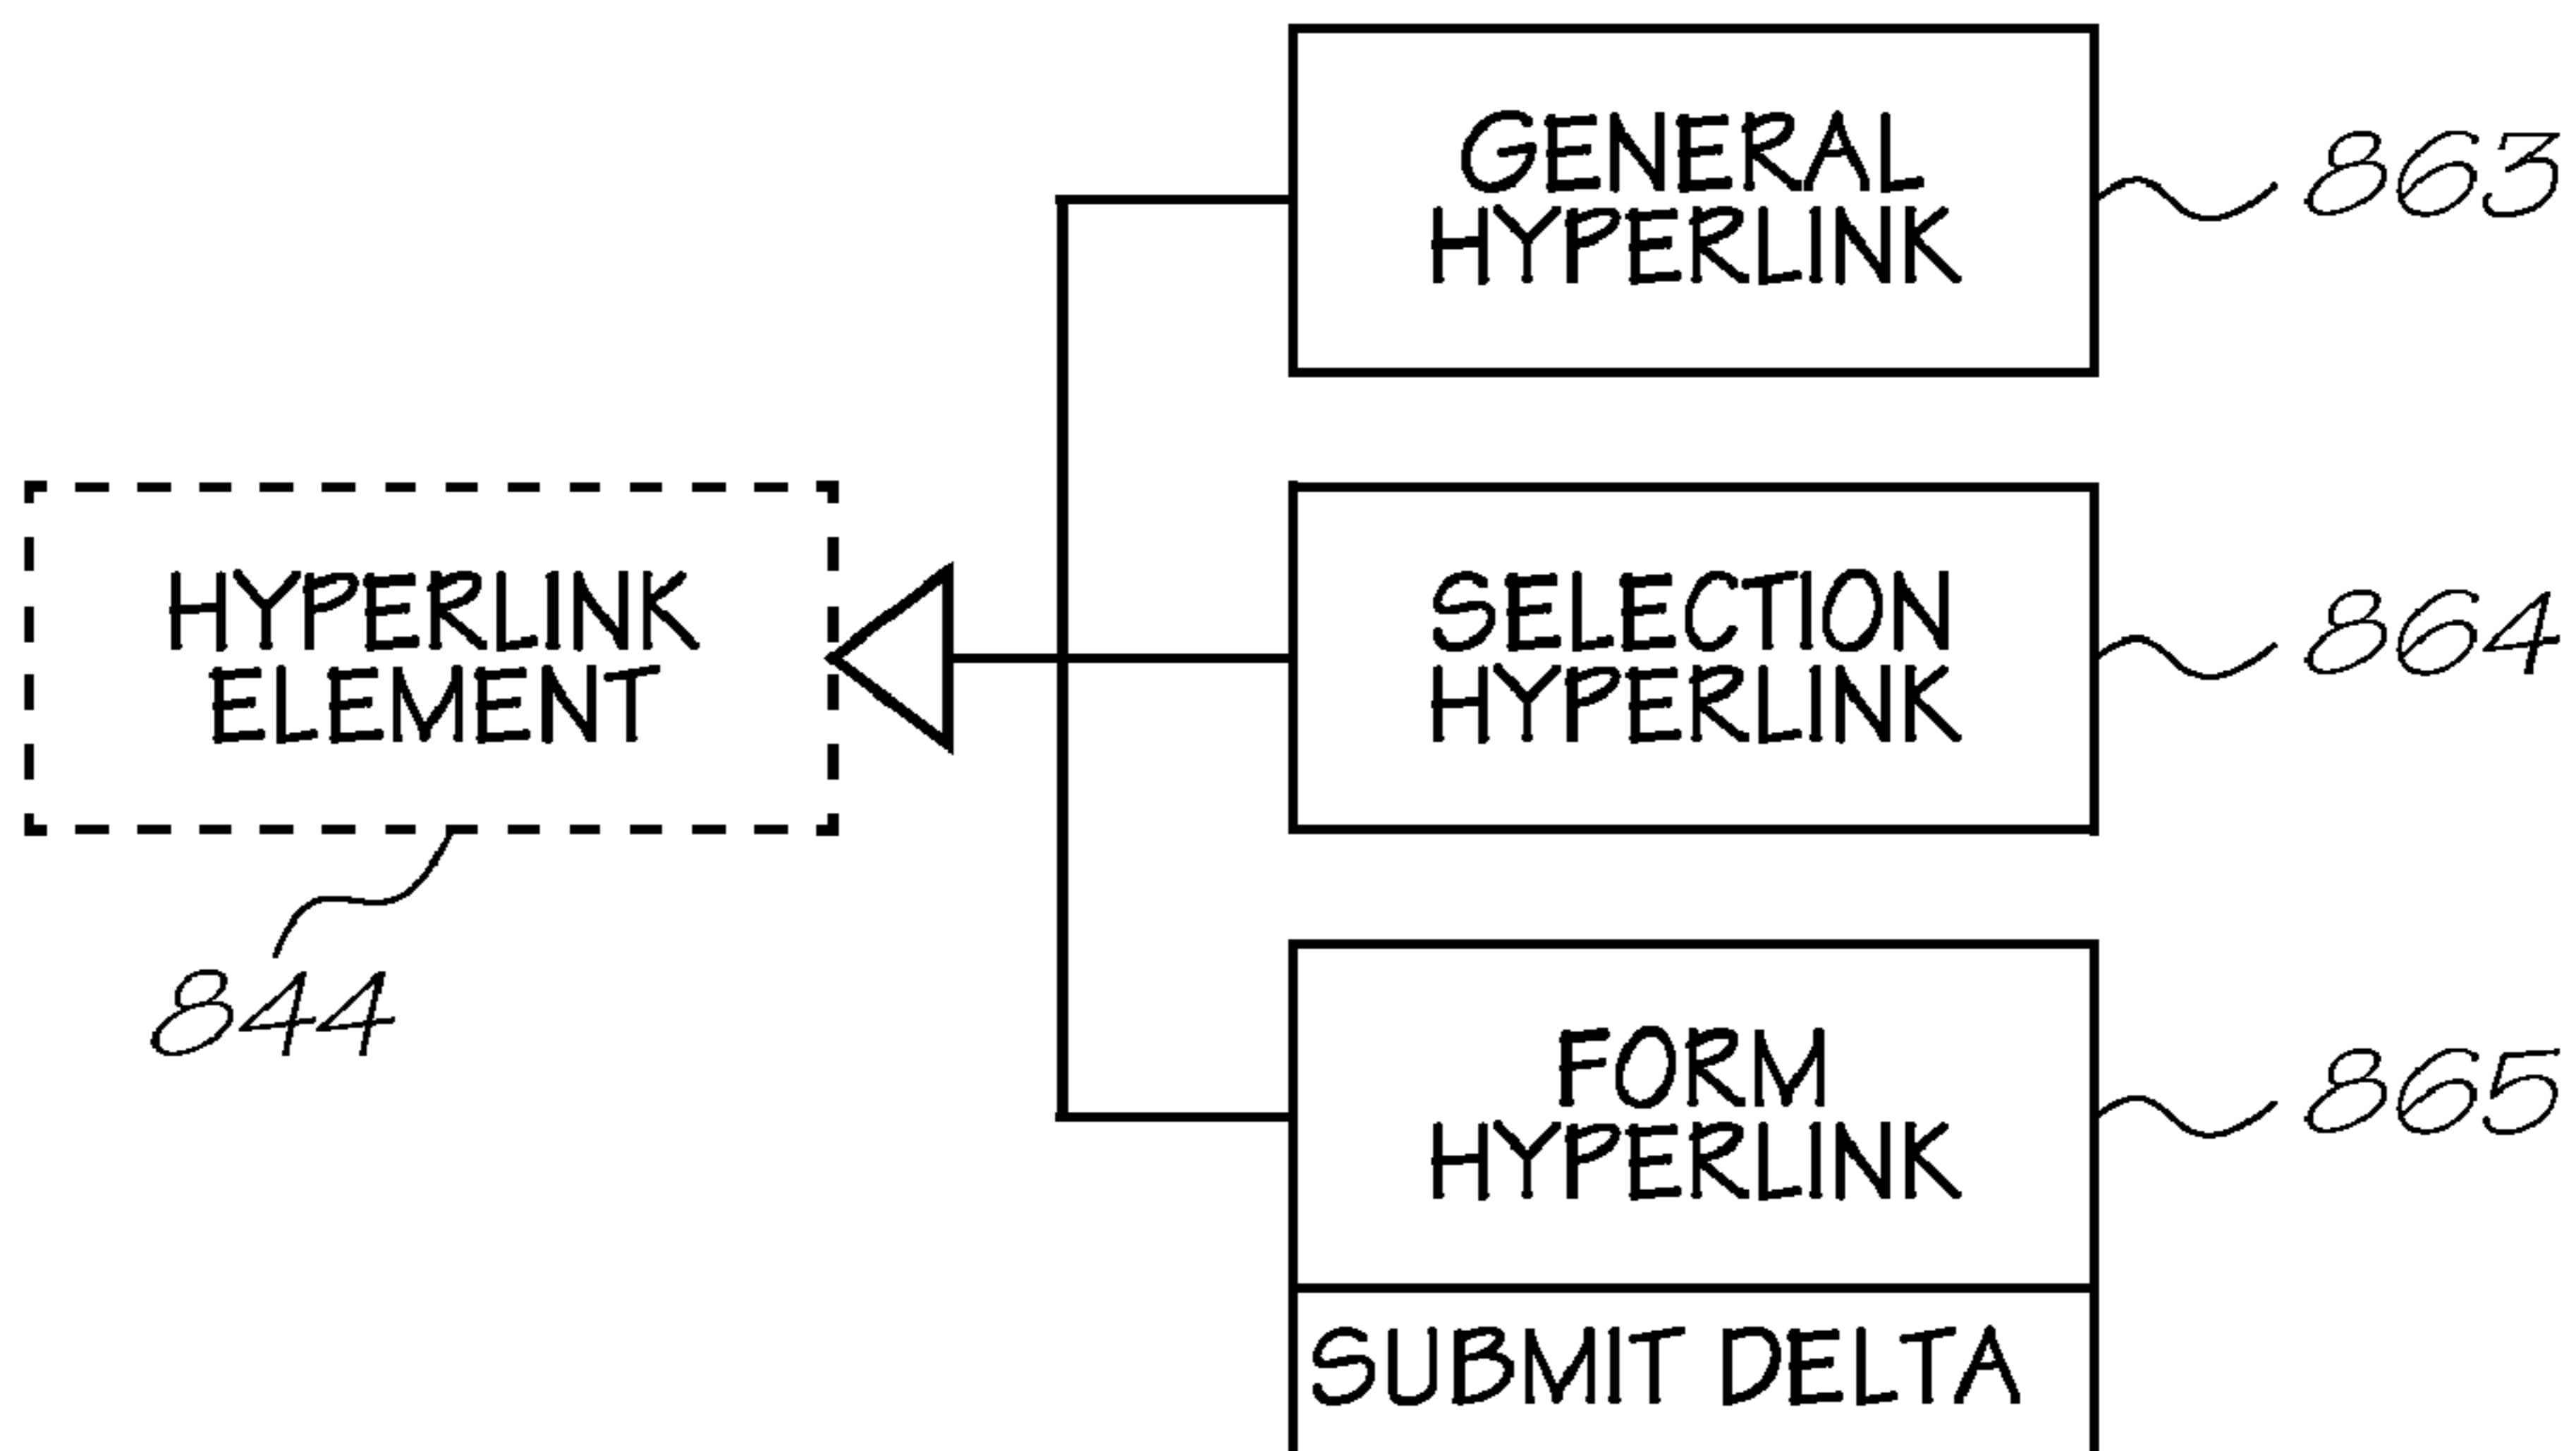 GENERAL
HYPERLINK
863
HYPERLINK
ELEMENT
844
SELECTION
HYPERLINK
864
FORM
HYPERLINK
865
SUBMIT DELTA